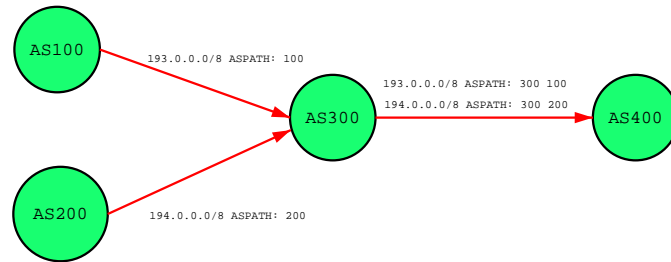 AS100
193.0.0.0/8 ASPATH: 100
193.0.0.0/8 ASPATH: 300 100
194.0.0.0/8 ASPATH: 300 200
AS300
AS400
AS200
194.0.0.0/8 ASPATH: 200